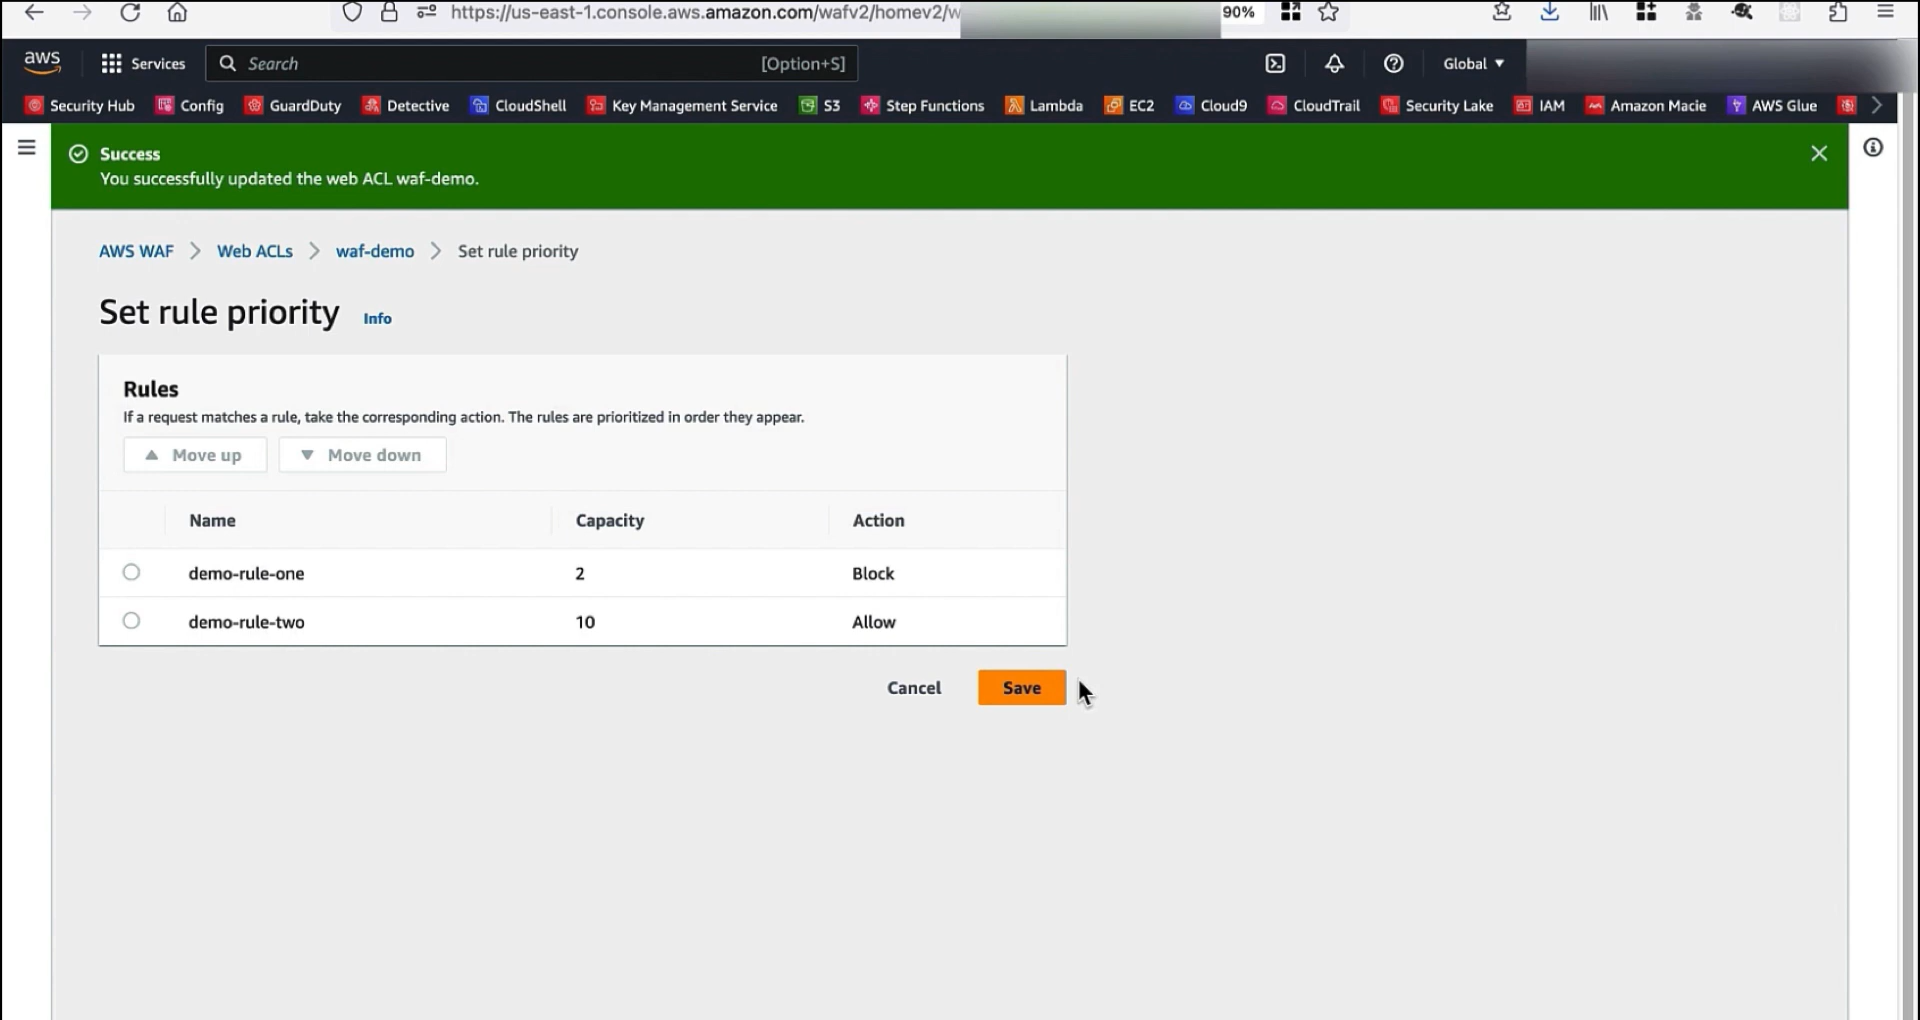 https://us-east-1.console.aws.amazon.com/wafv2/homev2/w
90%
aws
Services
Search
[Option+S]
Global
Security Hub
Config
GuardDuty
Detective
CloudShell
Key Management Service
S3
Step Functions
Lambda
EC2
Cloud9
CloudTrail
Security Lake
IAM
Amazon Macie
AWS Glue
Success
You successfully updated the web ACL waf-demo.
AWS WAF > Web ACLs > waf-demo > Set rule priority
Set rule priority Info
Rules
If a request matches a rule, take the corresponding action. The rules are prioritized in order they appear.
Move up Move down
Name Capacity Action
demo-rule-one 2 Block
demo-rule-two 10 Allow
Cancel Save